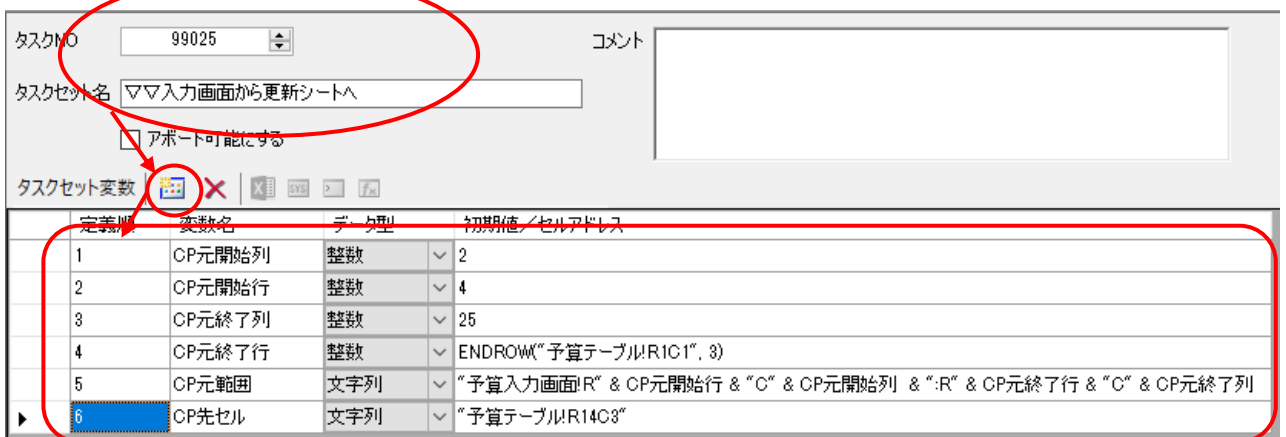 タスクNO 99025 コメント
タスクセット名 ▽▽入力画面から更新シートへ
アボート可能にする
タスクセット変数
定義順 変数名 データ型 初期値／セルアドレス
1 CP元開始列 整数 2
2 CP元開始行 整数 4
3 CP元終了列 整数 25
4 CP元終了行 整数 ENDROW("予算テーブル!R1C1", 3)
5 CP元範囲 文字列 "予算入力画面!R" & CP元開始行 & "C" & CP元開始列 & ":R" & CP元終了行 & "C" & CP元終了列
6 CP先セル 文字列 "予算テーブル!R14C3"